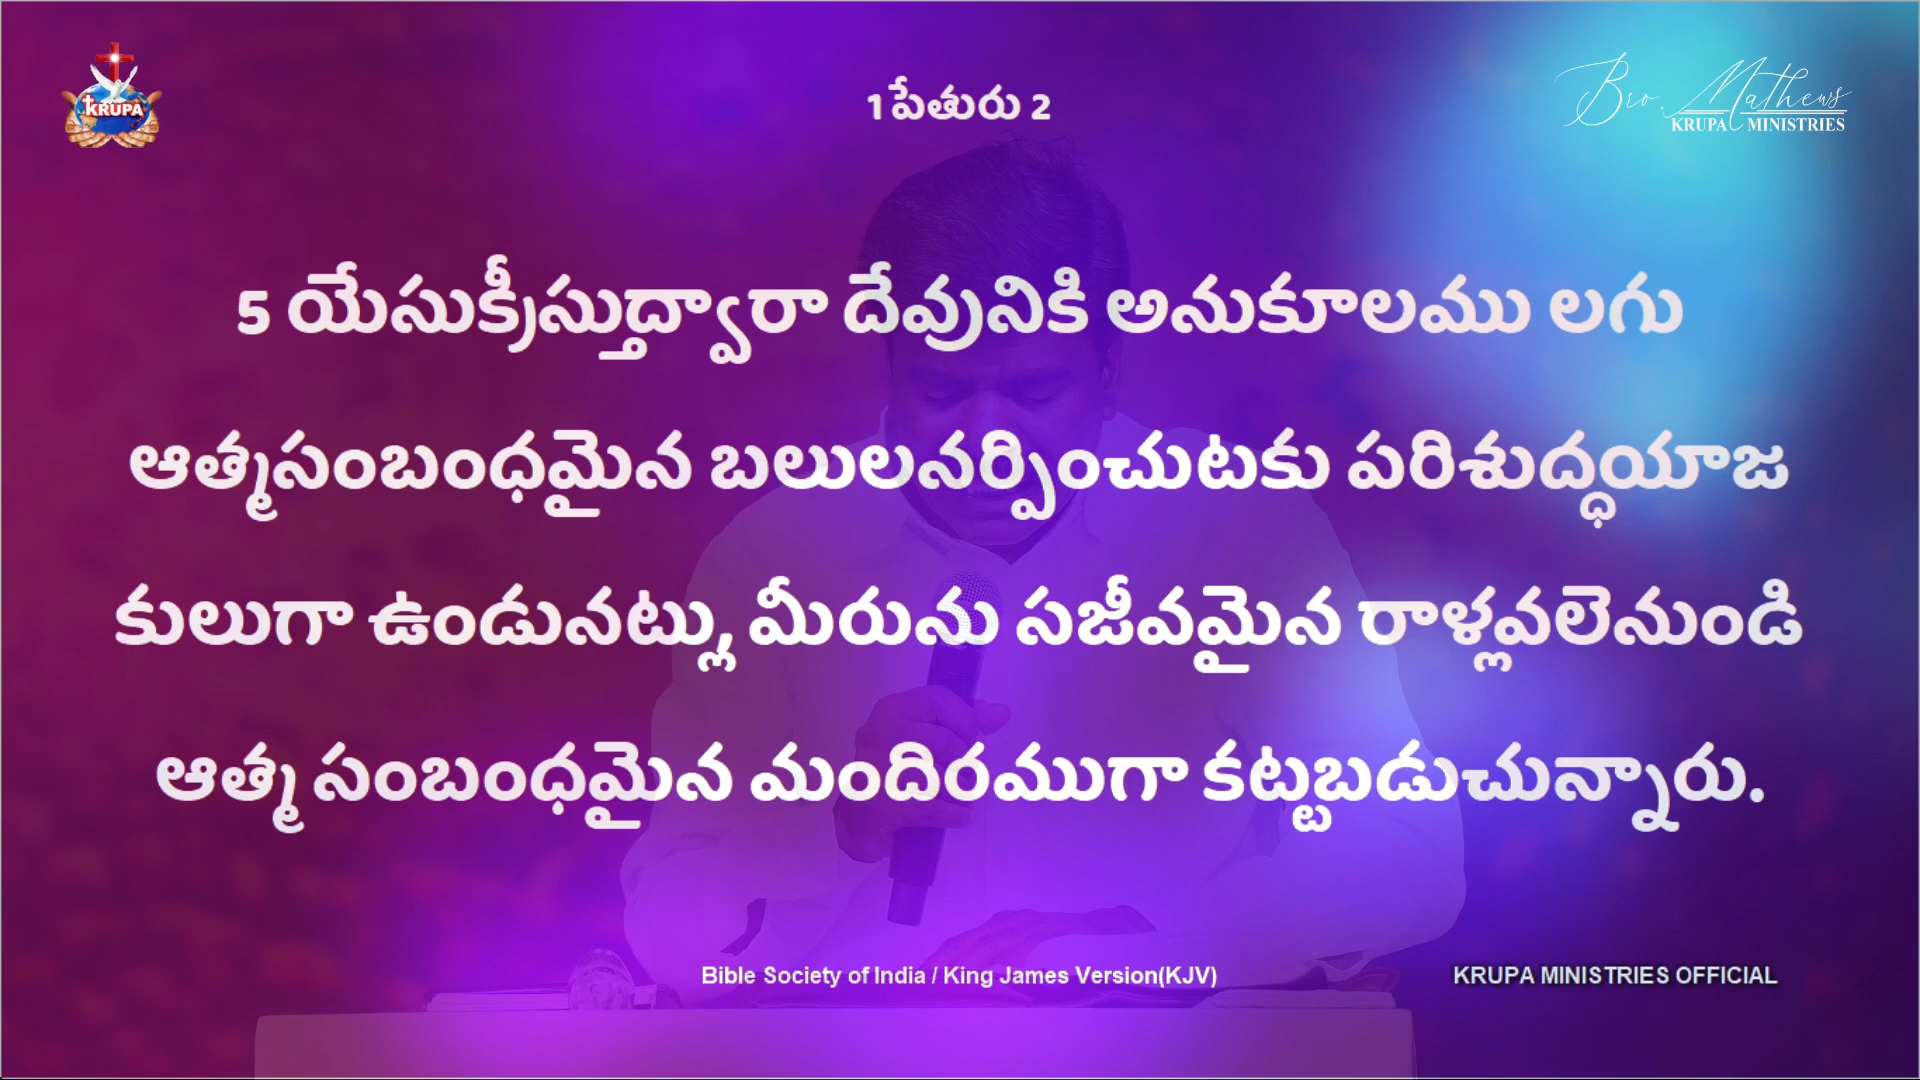 KRUPA
1 పేతురు 2
Bro. Mathews
KRUPA MINISTRIES
5 యేసుక్రీస్తుద్వారా దేవునికి అనుకూలము లగు
ఆత్మసంబంధమైన బలులనర్పించుటకు పరిశుద్ధయాజ
కులుగా ఉండునట్లు, మీరును సజీవమైన రాళ్లవలెనుండి
ఆత్మ సంబంధమైన మందిరముగా కట్టబడుచున్నారు.
Bible Society of India / King James Version(KJV)
KRUPA MINISTRIES OFFICIAL